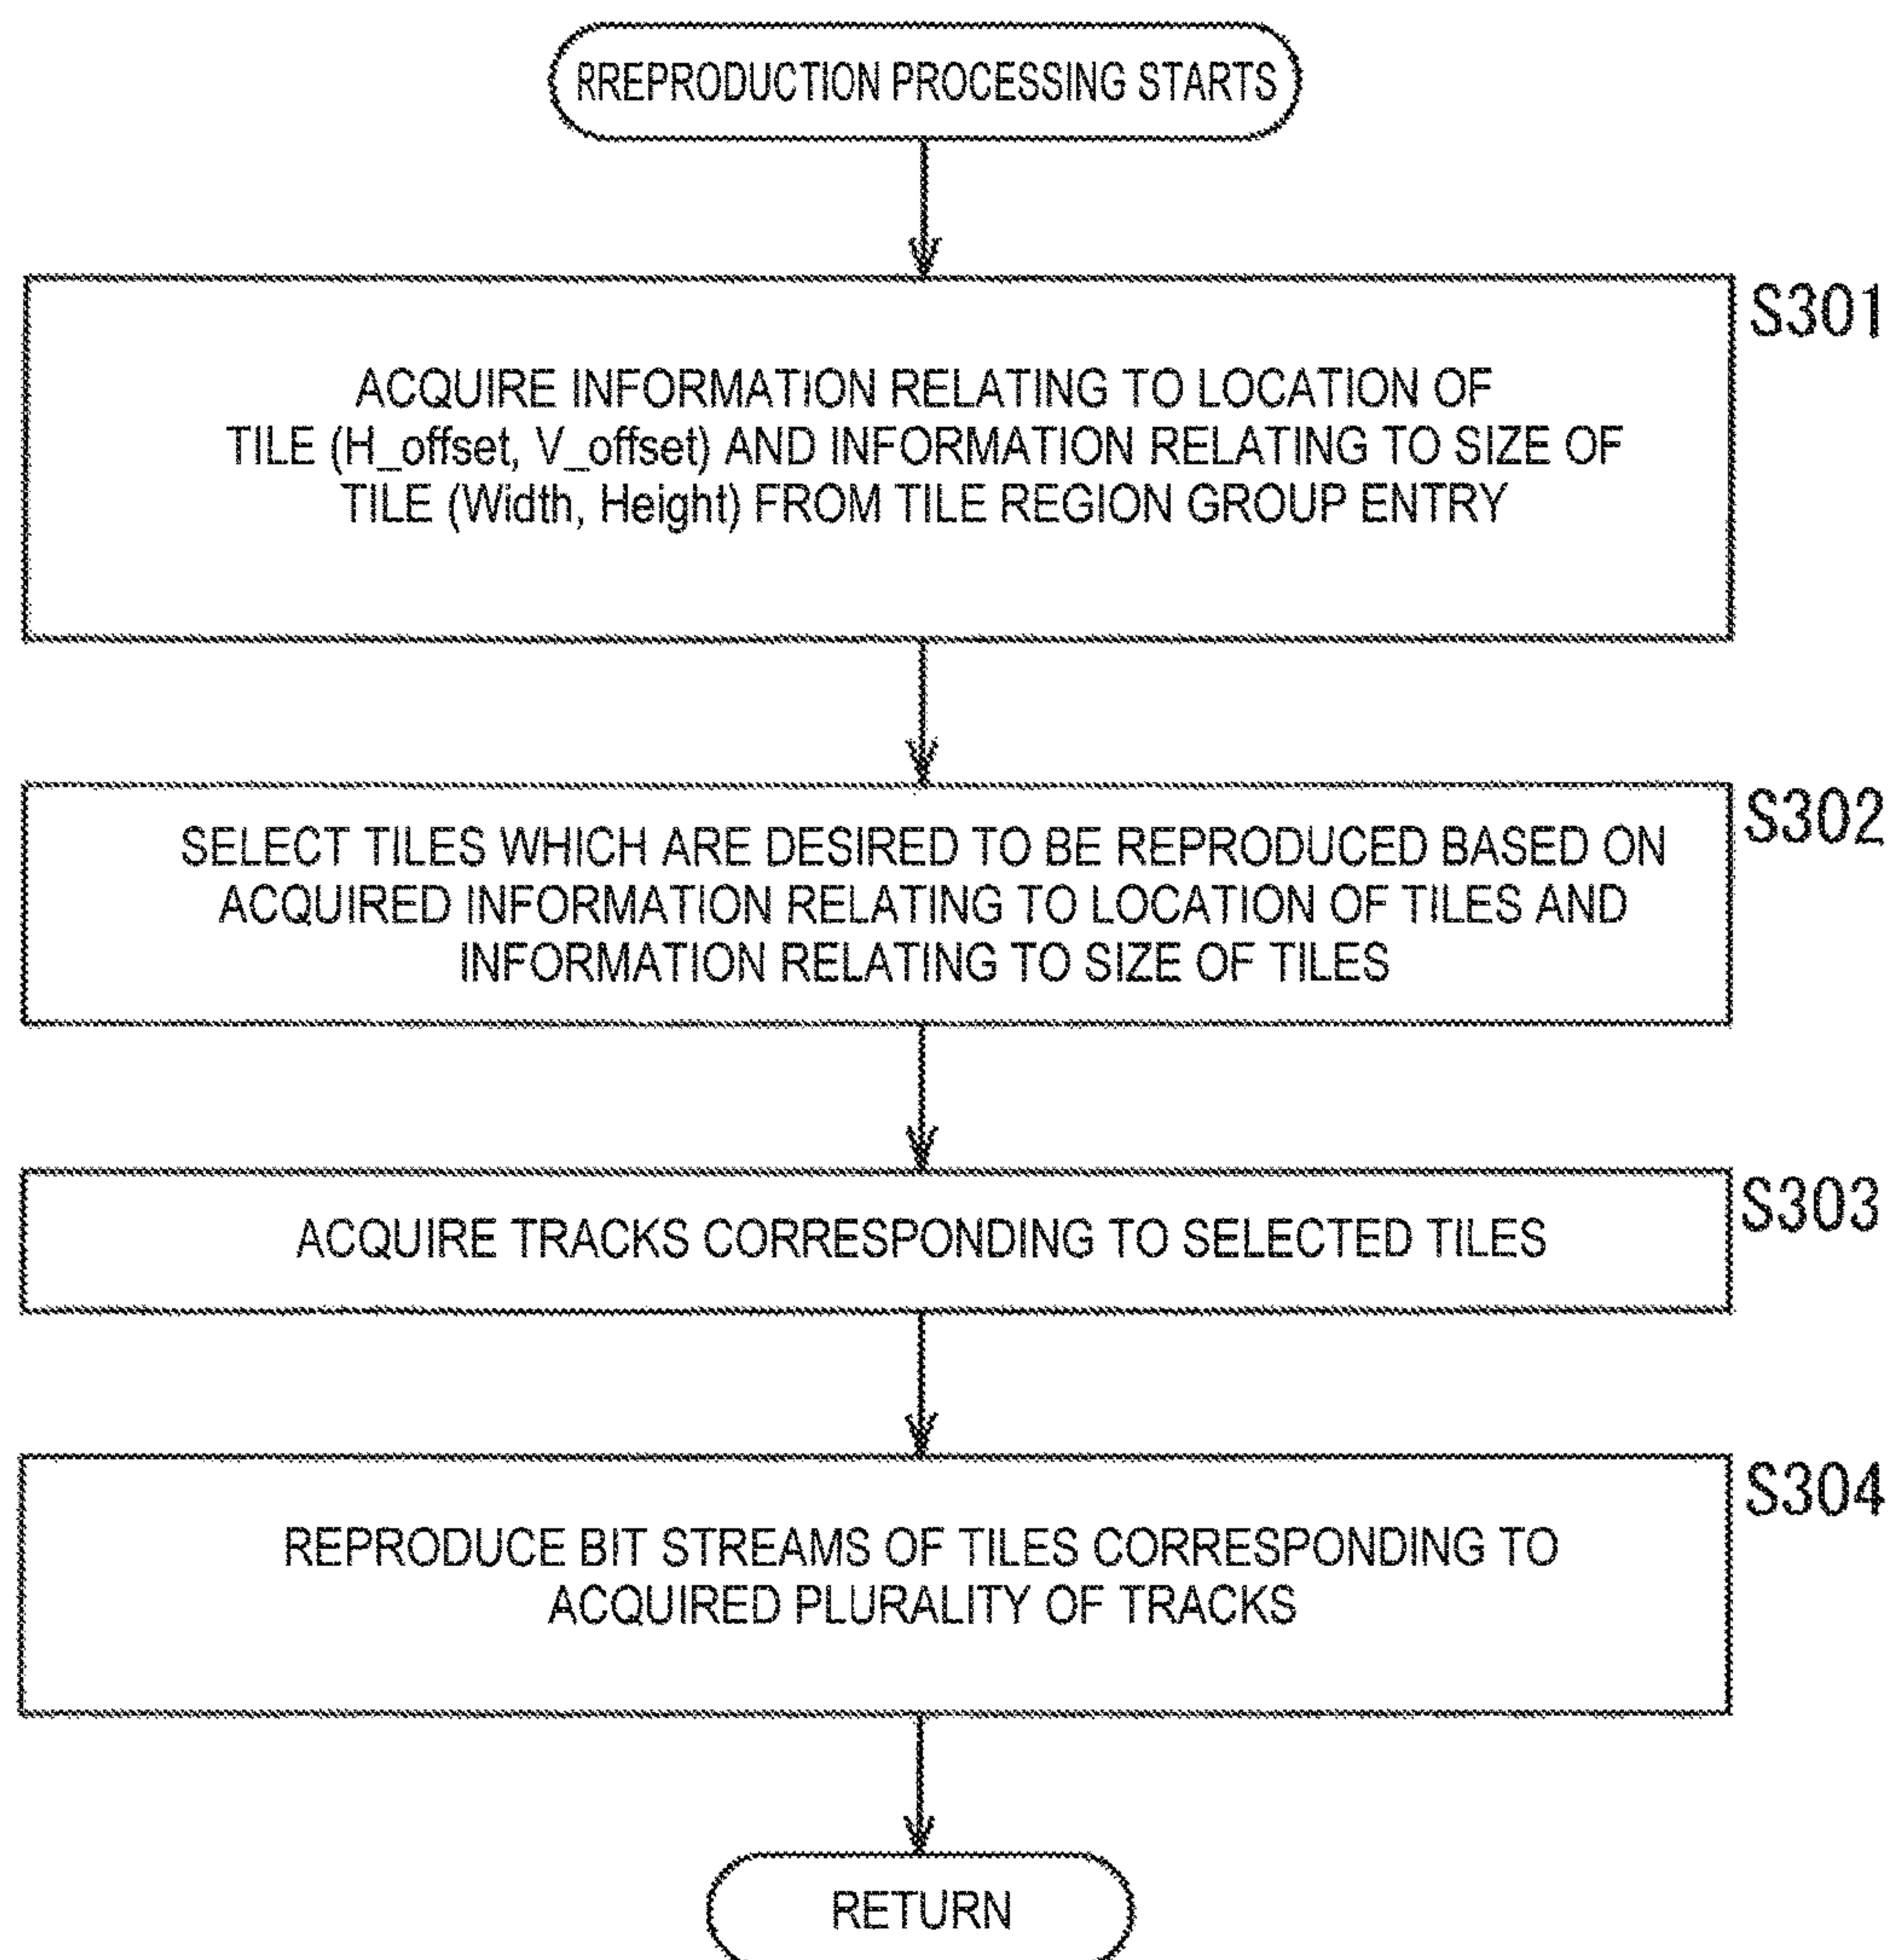 RREPRODUCTION PROCESSING STARTS
S301
ACQUIRE INFORMATION RELATING TO LOCATION OF
TILE (H_offset, V_offset) AND INFORMATION RELATING TO SIZE OF
TILE (Width, Height) FROM TILE REGION GROUP ENTRY
S302
SELECT TILES WHICH ARE DESIRED TO BE REPRODUCED BASED ON
ACQUIRED INFORMATION RELATING TO LOCATION OF TILES AND
INFORMATION RELATING TO SIZE OF TILES
S303
ACQUIRE TRACKS CORRESPONDING TO SELECTED TILES
S304
REPRODUCE BIT STREAMS OF TILES CORRESPONDING TO
ACQUIRED PLURALITY OF TRACKS
RETURN